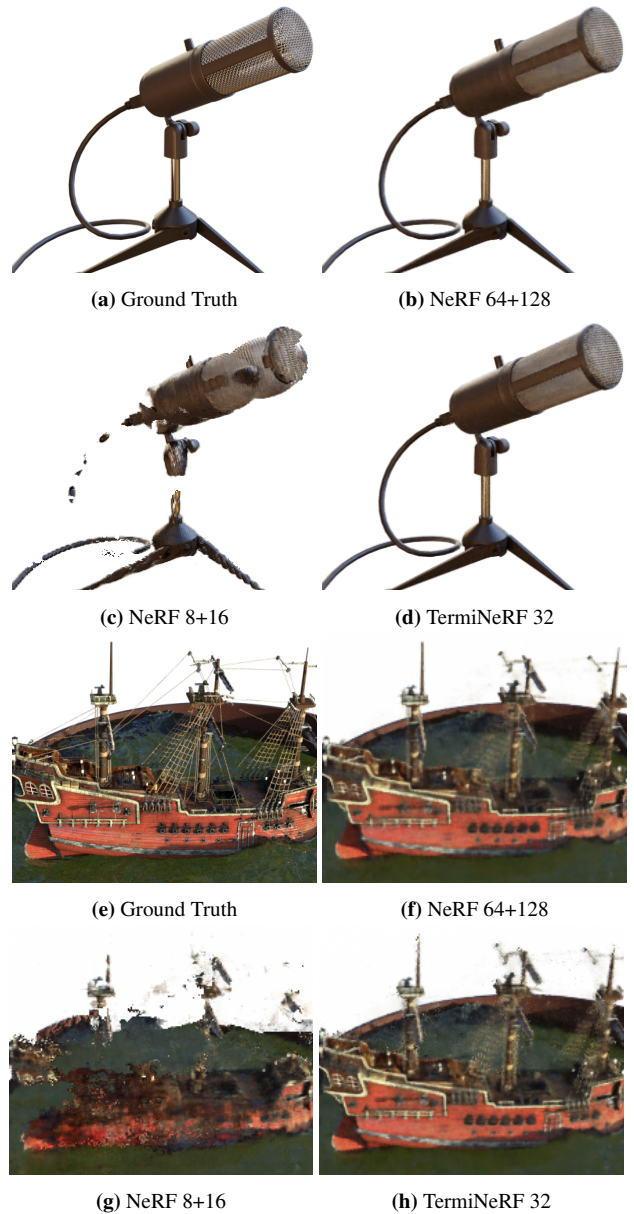 (a) Ground Truth
(b) NeRF 64+128
(c) NeRF 8+16
(d) TermiNeRF 32
(e) Ground Truth
(f) NeRF 64+128
(g) NeRF 8+16
(h) TermiNeRF 32